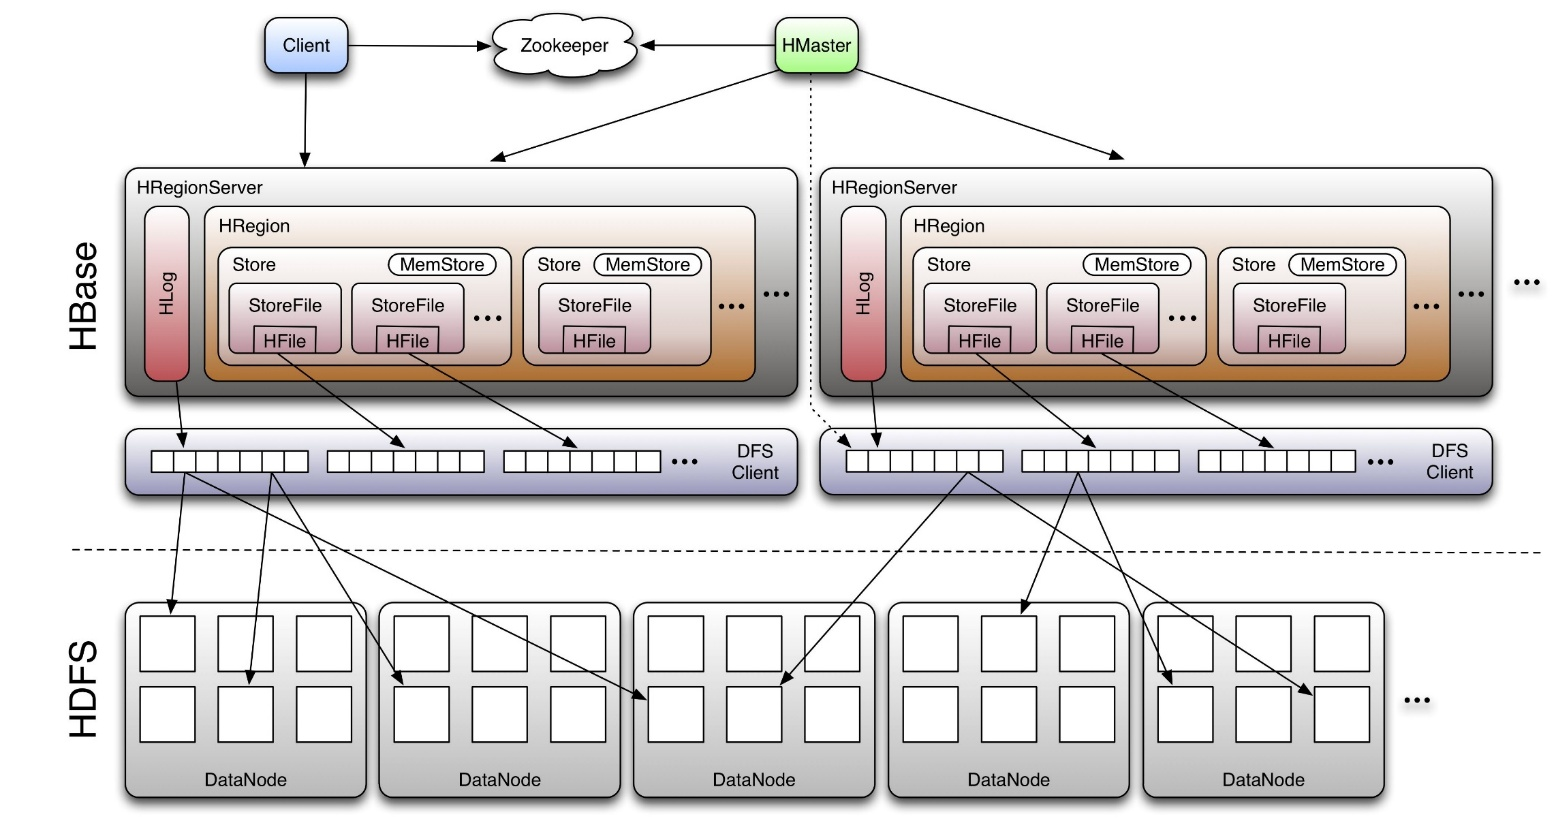 Client
Zookeeper
HMaster
HBase
HRegionServer
HLog
HRegion
Store
MemStore
StoreFile
HFile
StoreFile
HFile
...
Store
MemStore
StoreFile
HFile
...
...
HRegionServer
HLog
HRegion
Store
MemStore
StoreFile
HFile
StoreFile
HFile
...
Store
MemStore
StoreFile
HFile
...
...
...
...
DFS
Client
...
DFS
Client
HDFS
DataNode
DataNode
DataNode
DataNode
DataNode
...